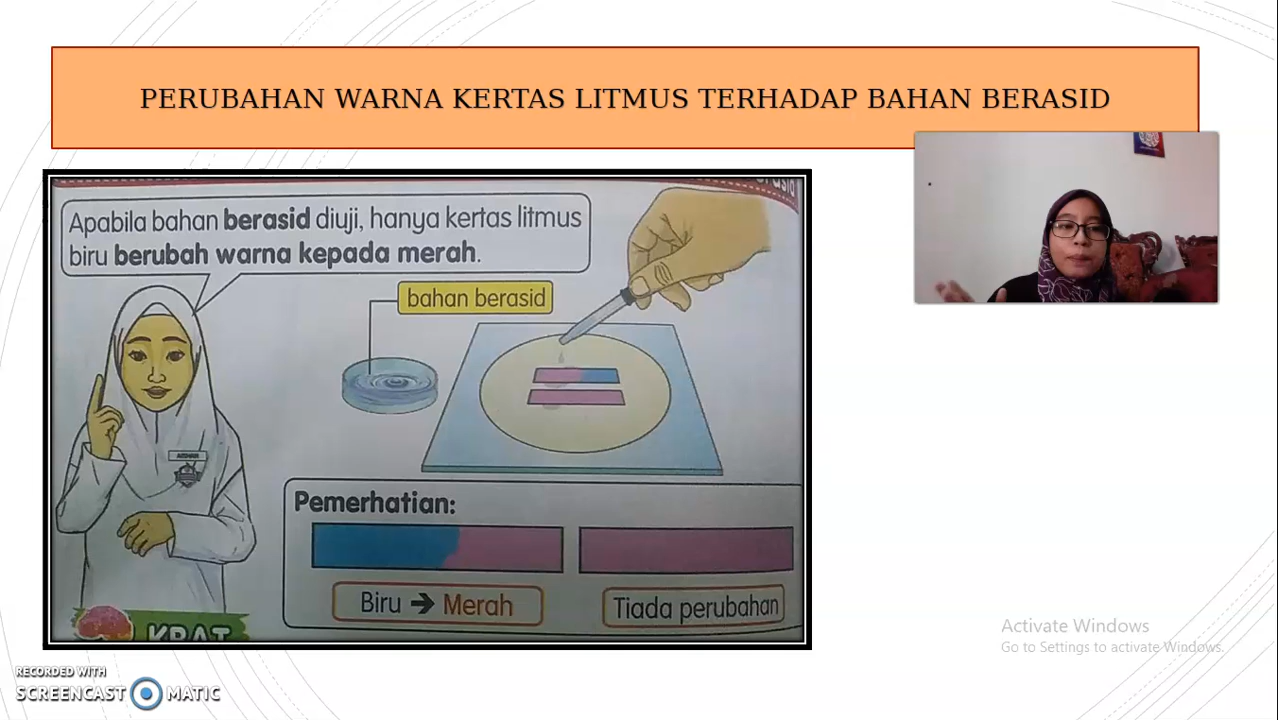 PERUBAHAN WARNA KERTAS LITMUS TERHADAP BAHAN BERASID
Apabila bahan berasid diuji, hanya kertas litmus
biru berubah warna kepada merah.
bahan berasid
Pemerhatian:
Biru → Merah
Tiada perubahan
KBAT
Activate Windows
Go to Settings to activate Windows.
RECORDED WITH
SCREENCAST MATIC